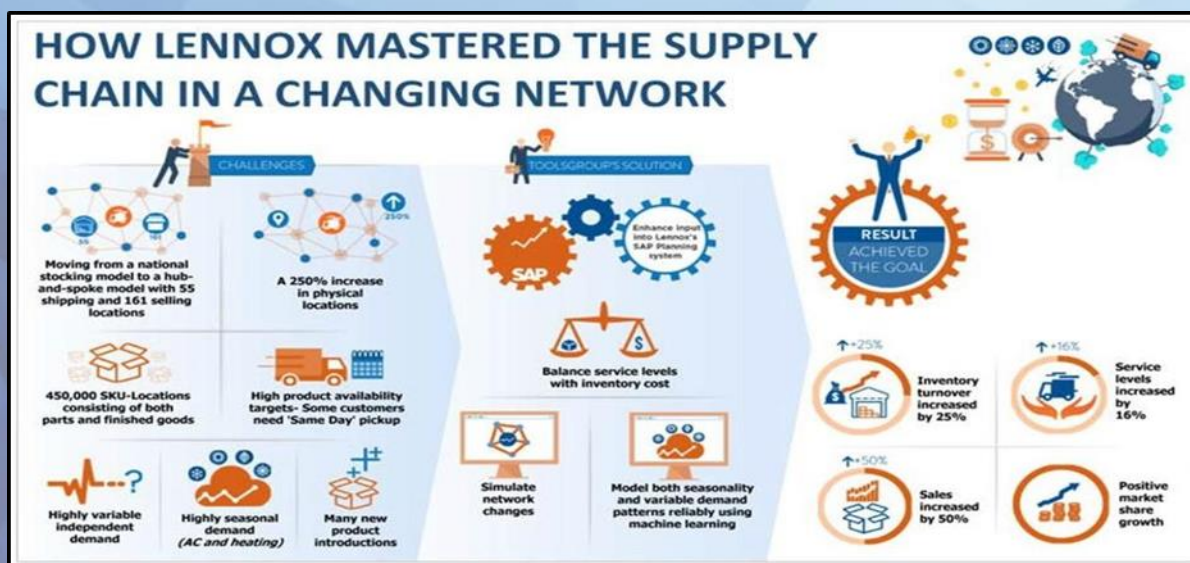 HOW LENNOX MASTERED THE SUPPLY
CHAIN IN A CHANGING NETWORK
CHALLENGES
55
161
Moving from a national
stocking model to a hub-
and-spoke model with 55
shipping and 161 selling
locations
250%
A 250% increase
in physical
locations
450,000 SKU-Locations
consisting of both
parts and finished goods
High product availability
targets- Some customers
need 'Same Day' pickup
?
Highly variable
independent
demand
Highly seasonal
demand
(AC and heating)
Many new
product
introductions
TOOLSGROUP'S SOLUTION
SAP
Enhance input
into Lennox's
SAP Planning
system
$
Balance service levels
with inventory cost
Simulate
network
changes
Model both seasonality
and variable demand
patterns reliably using
machine learning
$
RESULT
ACHIEVED
THE GOAL
+25%
$
Inventory
turnover
increased
by 25%
+16%
Service
levels
increased
by
16%
+50%
Sales
increased
by 50%
Positive
market
share
growth